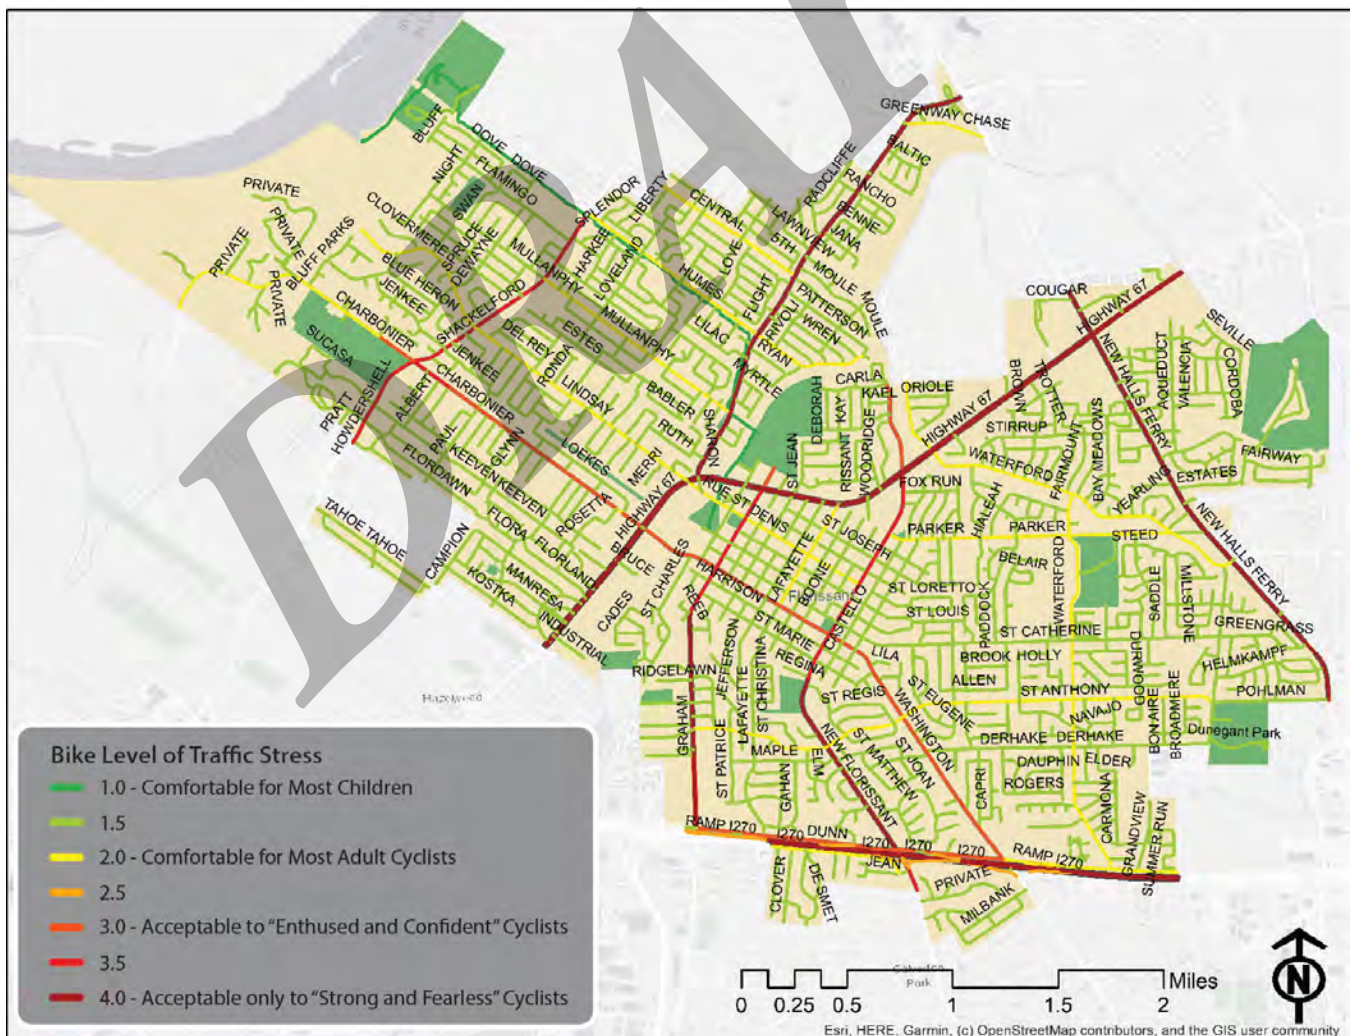 DRAFT
GREENWAY CHASE
BALTIC
RADCLIFFE
RANCHO
BENNE
JANA
LAWNVIEW
5TH
CENTRAL
MOULE
MOULE
LIBERTY
SPLENDOR
HARKEE
LOVELAND
LOVE
HUMES
FLIGHT
RIVOLI
PATTERSON
WREN
RYAN
LILAC
MYRTLE
BLUFF
DOVE DOVE
NIGHT
FLAMINGO
SWAN
PRIVATE
PRIVATE
PRIVATE
PRIVATE
BLUFF PARKS
CLOVERMERE
SPRUCE
DEWAYNE
BLUE HERON
MULLANPHY
MULLANPHY
JENKEE
SHACKELFORD
CHARBONIER
SUCASA
DEL REY
ESTES
JENKEE
RONDA
LINDSAY
BABLER
RUTH
SHARON
PRATT
HOWDERSHELL
ALBERT
CHARBONIER
PAUL
GLYNN
LOEKES
MERRI
KEEVEN
KEEVEN
FLORDAWN
FLORA
ROSETTA
HIGHWAY 67
RUE ST DENIS
FLORLAND
BRUCE
TAHOE TAHOE
CAMPION
MANRESA
KOSTKA
INDUSTRIAL
CADES
ST CHARLES
HARRISON
REEB
LAFAYETTE
BOONE
ST JOSEPH
CASTELLO
Florissant
ST MARIE
REGINA
LILA
ST REGIS
CARLA
KAEL
ORIOLE
DEBORAH
KAY
ST JEAN
RISSANT
WOODRIDGE
COUGAR
HIGHWAY 67
HIGHWAY 67
NEW HALLS FERRY
NEW HALLS FERRY
SEVILLE
AQUEDUCT
VALENCIA
CORDOBA
FAIRWAY
ESTATES
BROWN
TROTTER
STIRRUP
FAIRMOUNT
BAY MEADOWS
YEARLING
WATERFORD
FOX RUN
HIALEAH
PARKER
PARKER
STEED
BELAIR
WATERFORD
ST LORETTO
ST LOUIS
PADDOCK
SADDLE
MILLSTONE
GREENGRASS
ST CATHERINE
HELMKAMPF
BROOK HOLLY
DURWOOD
ALLEN
ST ANTHONY
POHLMAN
BON AIRE
BROADMERE
NAVAJO
DERHAKE DERHAKE
Dunegant Park
DAUPHIN ELDER
ROGERS
CAPRI
CARMONA
GRANDVIEW
SUMMER RUN
ST EUGENE
WASHINGTON
ST JOAN
ST MATTHEW
NEW FLORISSANT
ELM
MAPLE
GAHAN
RIDGELAWN
GRAHAM
JEFFERSON
LAFAYETTE
ST CHRISTINA
ST PATRICE
RAMP I270
I270
DUNN
I270
I270
I270
RAMP I270
JEAN
PRIVATE
MILBANK
CLOVER
DE SMET
Hazelwood
Bike Level of Traffic Stress
1.0 - Comfortable for Most Children
1.5
2.0 - Comfortable for Most Adult Cyclists
2.5
3.0 - Acceptable to “Enthused and Confident” Cyclists
3.5
4.0 - Acceptable only to “Strong and Fearless” Cyclists
Park
Miles
0 0.25 0.5 1 1.5 2
N
Esri, HERE, Garmin, (c) OpenStreetMap contributors, and the GIS user community